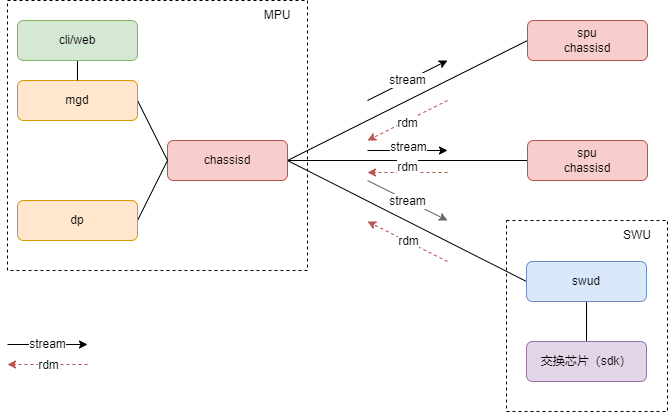 MPU
cli/web
mgd
chassisd
dp
stream
rdm
spu
chassisd
stream
rdm
spu
chassisd
stream
rdm
SWU
swud
交换芯片（sdk）
stream
rdm